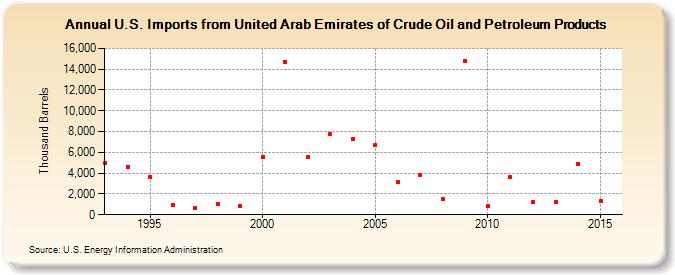 Annual U.S. Imports from United Arab Emirates of Crude Oil and Petroleum Products
Thousand Barrels
16,000
14,000
12,000
10,000
8,000
6,000
4,000
2,000
0
1995 2000 2005 2010 2015
Source: U.S. Energy Information Administration